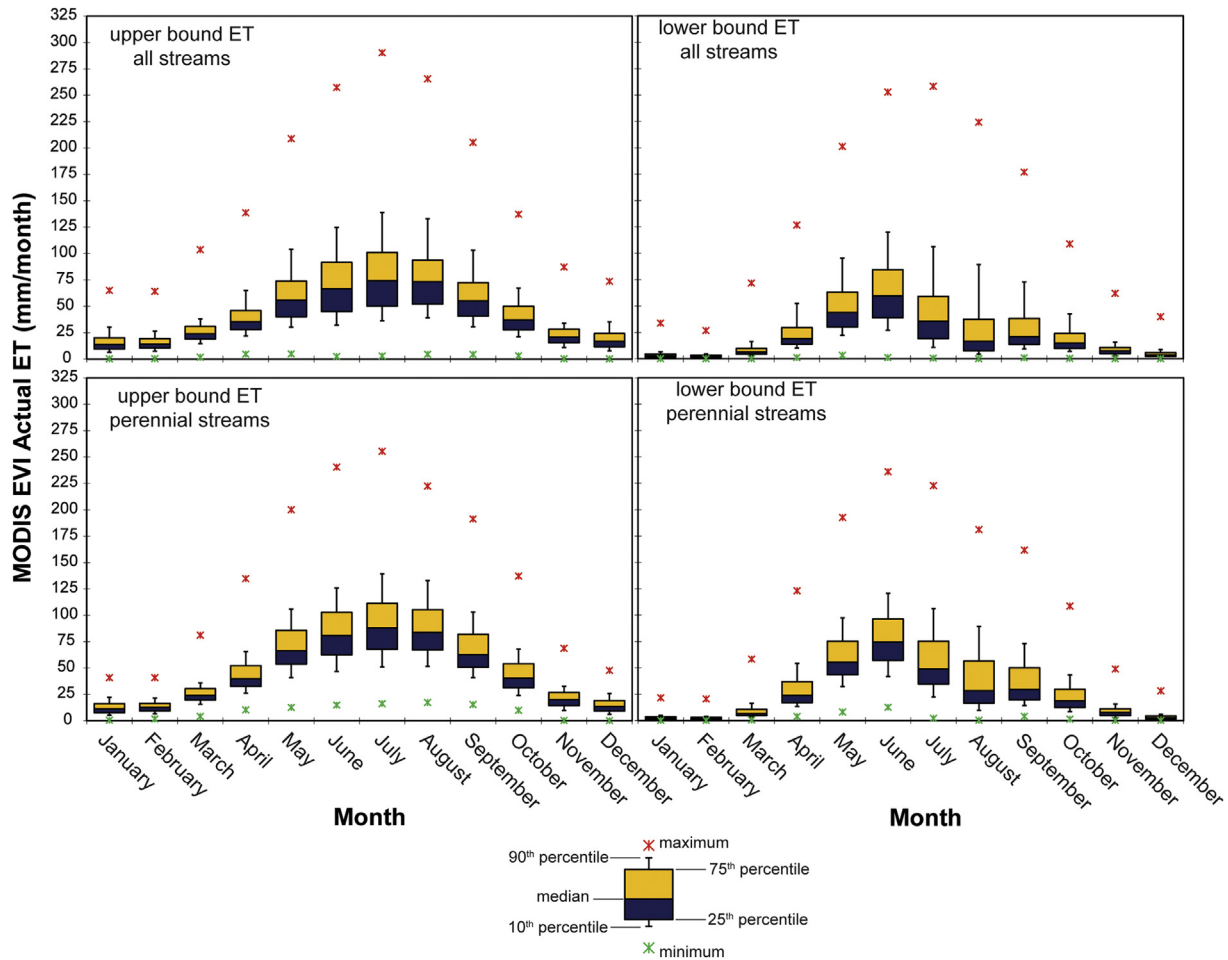 MODIS EVI Actual ET (mm/month)
325
300
275
250
225
200
175
150
125
100
75
50
25
0
upper bound ET
all streams
lower bound ET
all streams
325
300
275
250
225
200
175
150
125
100
75
50
25
0
upper bound ET
perennial streams
lower bound ET
perennial streams
January
February
March
April
May
June
July
August
September
October
November
December
January
February
March
April
May
June
July
August
September
October
November
December
Month
Month
maximum
90th percentile
75th percentile
median
25th percentile
10th percentile
minimum